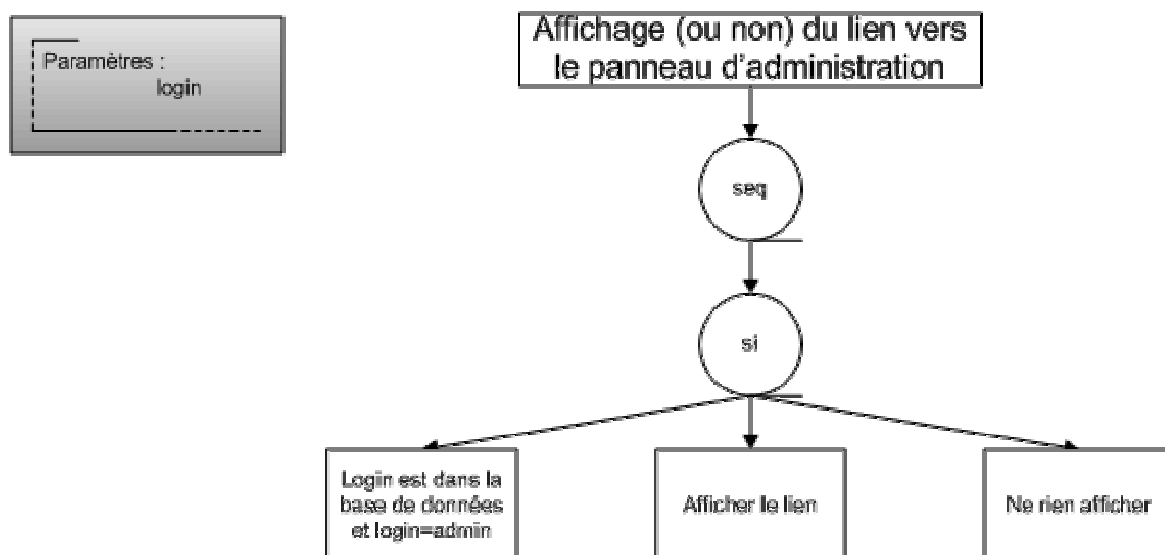 Paramètres :
login
Affichage (ou non) du lien vers
le panneau d'administration
seq
si
Login est dans la
base de données
et login=admin
Afficher le lien
Ne rien afficher